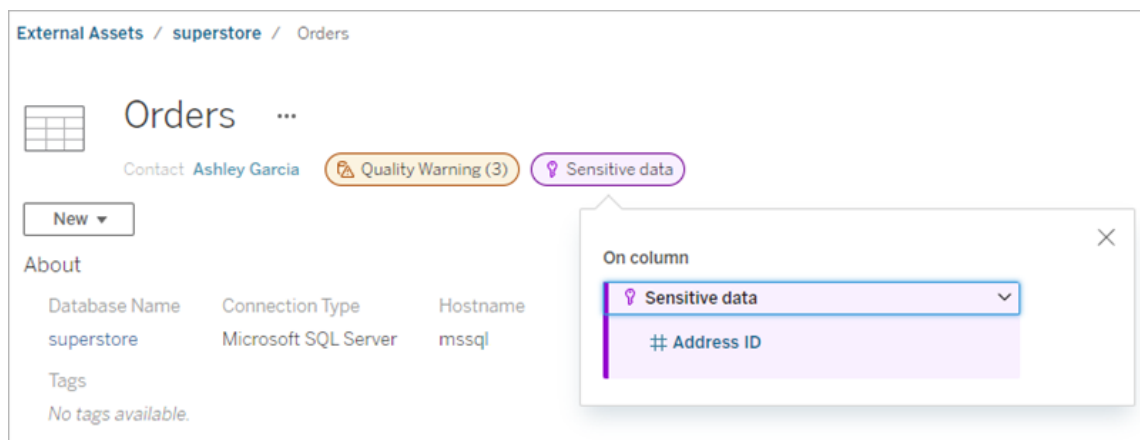 External Assets / superstore / Orders
Orders ...
Contact Ashley Garcia Quality Warning (3) Sensitive data
New
About
On column
Sensitive data
# Address ID
Database Name Connection Type Hostname
superstore Microsoft SQL Server mssql
Tags
No tags available.